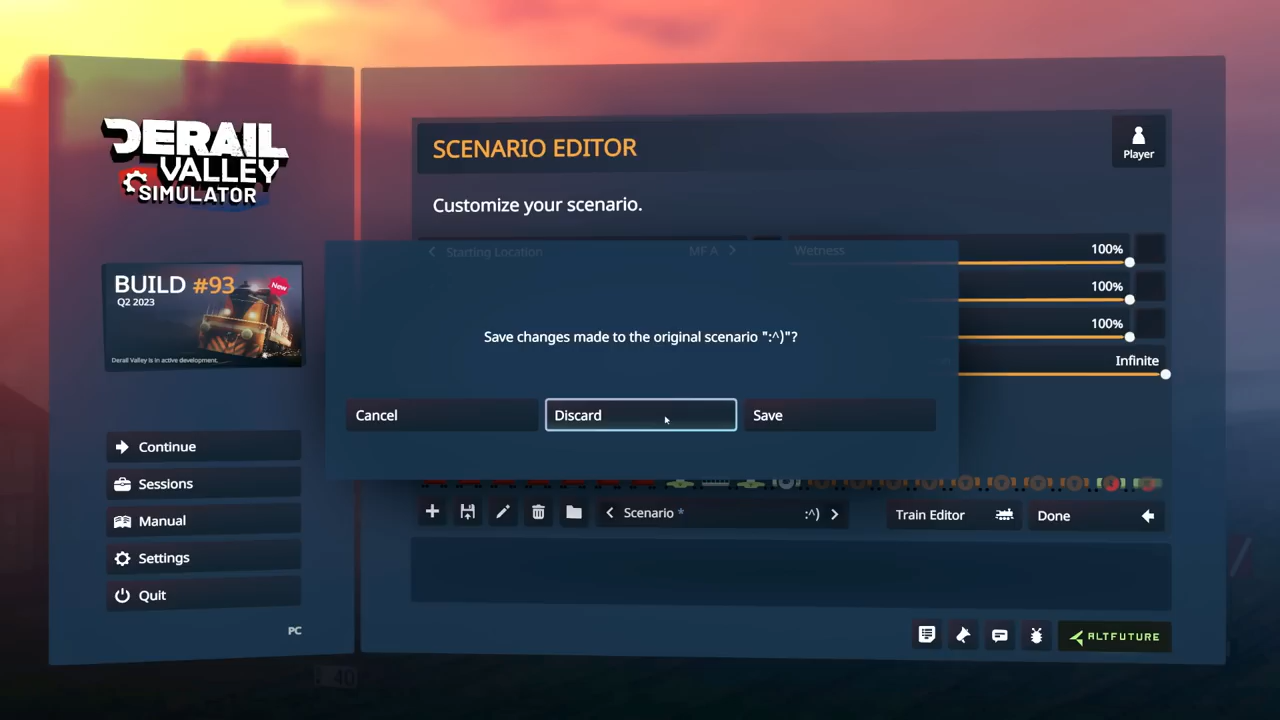 DERAIL
VALLEY
SIMULATOR
BUILD #93
New
Q2 2023
Derail Valley is in active development.
Continue
Sessions
Manual
Settings
Quit
PC
SCENARIO EDITOR
Player
Customize your scenario.
Starting Location
MF A
Wetness
100%
100%
100%
Infinite
Save changes made to the original scenario ":^)"?
Cancel
Discard
Save
Scenario *
:^)
Train Editor
Done
ALTFUTURE
40